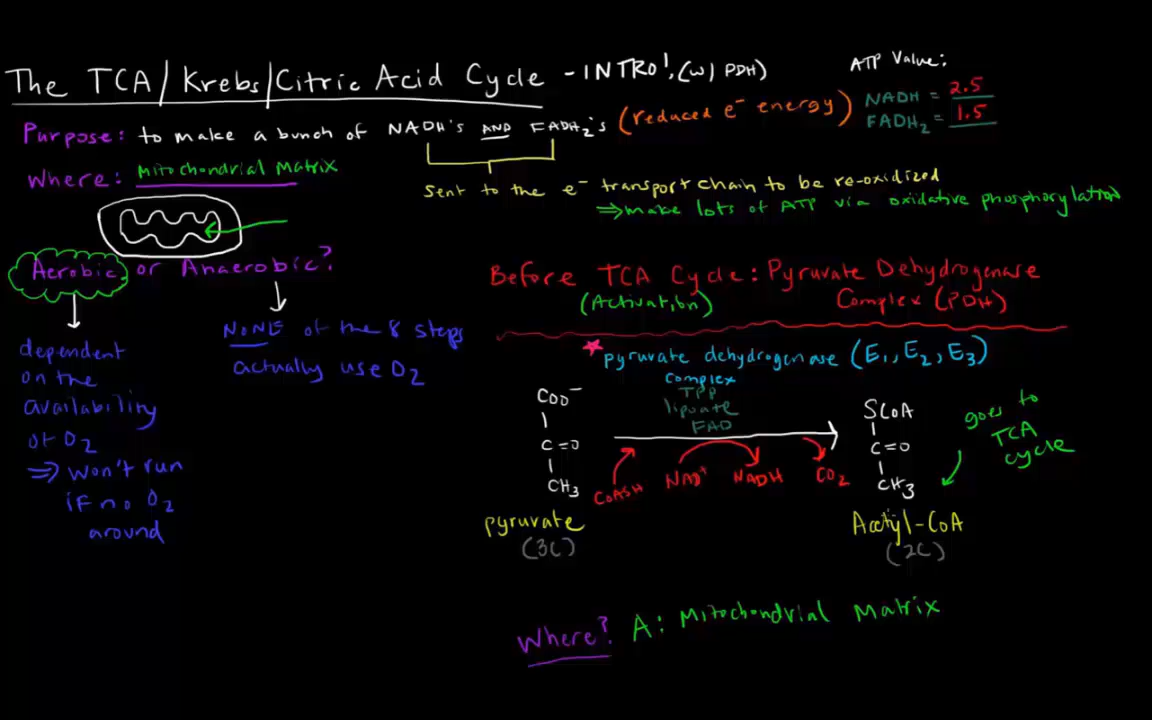 The TCA/Krebs/Citric Acid Cycle - INTRO! (w/ PDH)
ATP Value:
NADH = 2.5
FADH2 = 1.5
Purpose: to make a bunch of NADH's AND FADH2's (reduced e- energy)
Where: Mitochondrial Matrix
sent to the e- transport chain to be re-oxidized
⇒ make lots of ATP via oxidative phosphorylation
Aerobic or Anaerobic?
dependent
on the
availability
of O2
⇒ won't run
if no O2
around
NONE of the 8 steps
actually use O2
Before TCA Cycle: Pyruvate Dehydrogenase
(Activation)
Complex (PDH)
pyruvate dehydrogenase (E1, E2, E3)
complex
TPP
lipoate
FAD
COO-
C=O
CH3
pyruvate
(3C)
CoASH
NAD+
NADH
CO2
SCoA
C=O
CH3
Acetyl-CoA
(2C)
goes to
TCA
cycle
Where? A: Mitochondrial Matrix